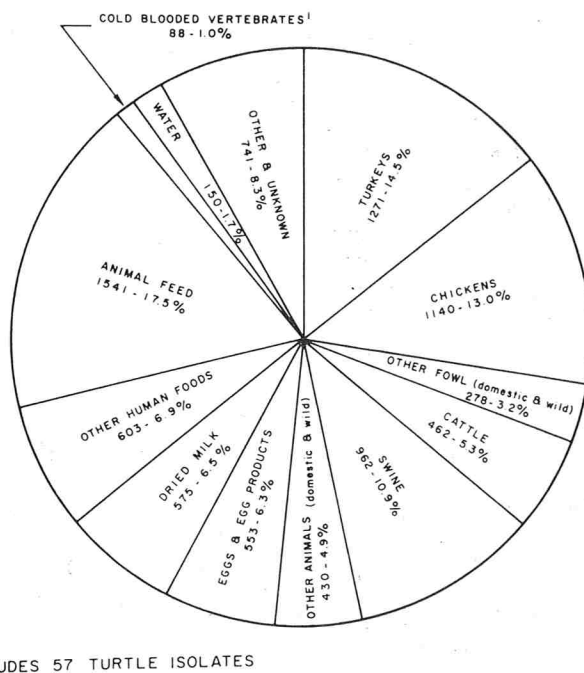 COLD BLOODED VERTEBRATES¹
88-1.0%
WATER
150-1.7%
OTHER & UNKNOWN
741-8.3%
TURKEYS
1271-14.5%
CHICKENS
1140-13.0%
OTHER FOWL (domestic & wild)
278-3.2%
CATTLE
462-5.3%
SWINE
962-10.9%
OTHER ANIMALS (domestic & wild)
430-4.9%
EGGS & EGG PRODUCTS
553-6.3%
DRIED MILK
575-6.5%
OTHER HUMAN FOODS
603-6.9%
ANIMAL FEED
1541-17.5%
57 TURTLE ISOLATES